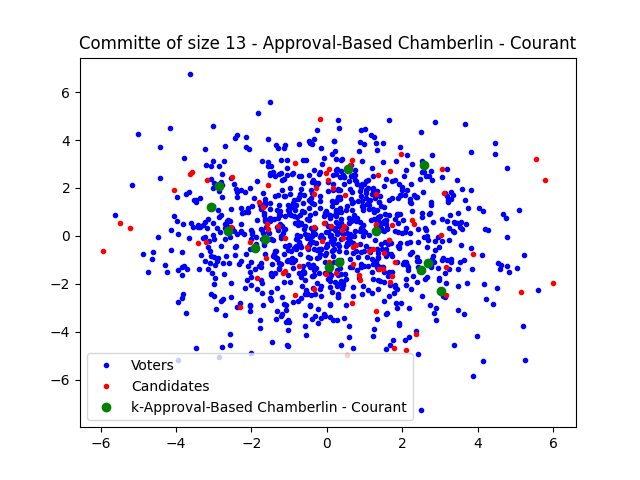 Committe of size 13 - Approval-Based Chamberlin - Courant
6
4
2
0
−2
−4
−6
Voters
Candidates
k-Approval-Based Chamberlin - Courant
−6 −4 −2 0 2 4 6